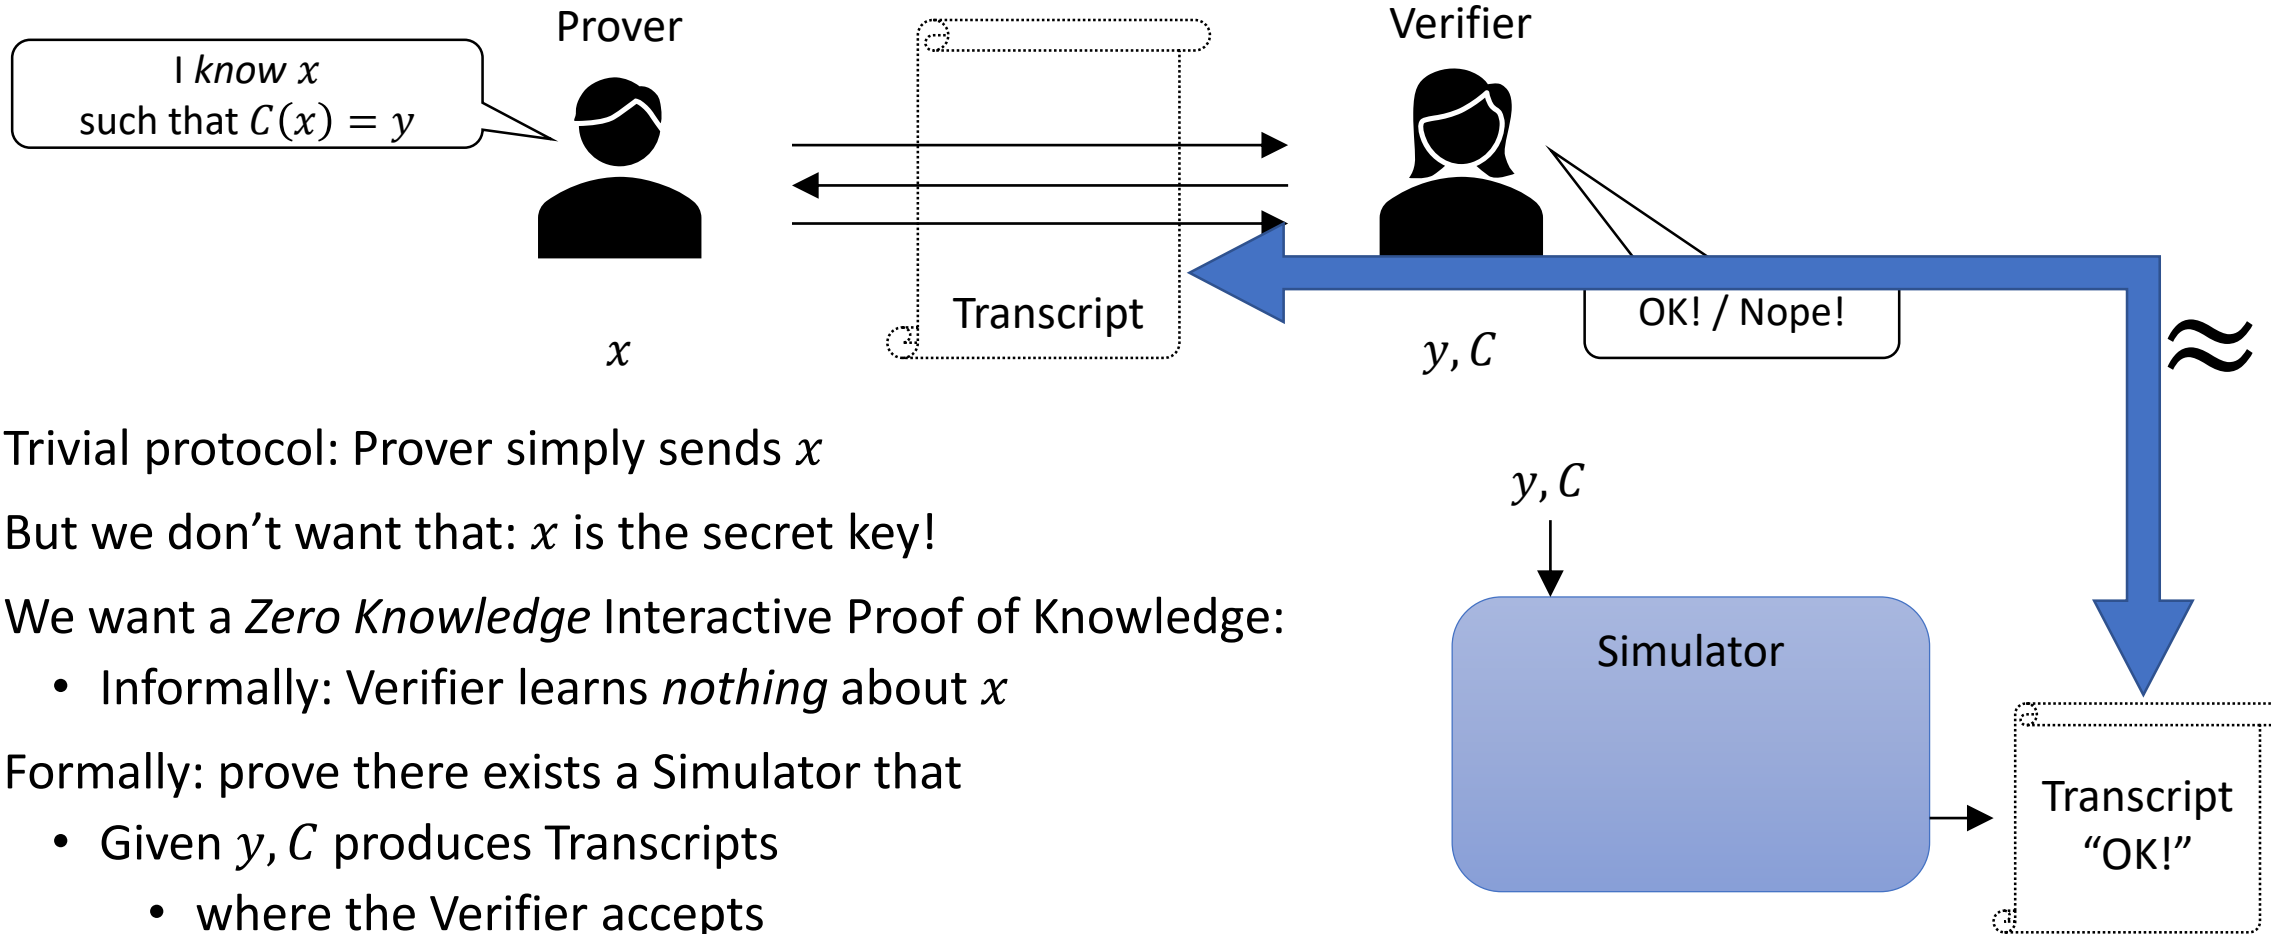 Prover
Verifier
I know x
such that C(x) = y
Transcript
OK! / Nope!
x
y, C
≈
Trivial protocol: Prover simply sends x
But we don’t want that: x is the secret key!
We want a Zero Knowledge Interactive Proof of Knowledge:
• Informally: Verifier learns nothing about x
Formally: prove there exists a Simulator that
• Given y, C produces Transcripts
• where the Verifier accepts
y, C
Simulator
Transcript
“OK!”